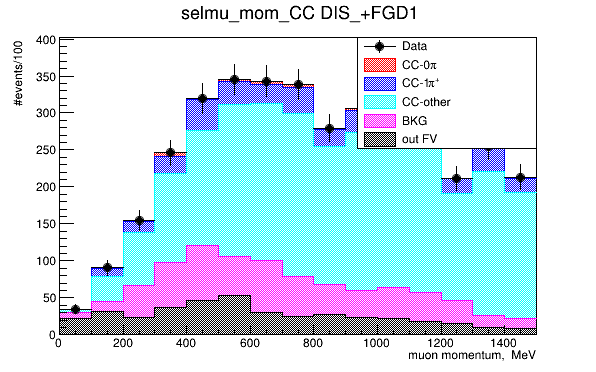 selmu_mom_CC DIS_+FGD1
#events/100
400
350
300
250
200
150
100
50
0
Data
CC-0π
CC-1π⁺
CC-other
BKG
out FV
0 200 400 600 800 1000 1200 1400
muon momentum, MeV